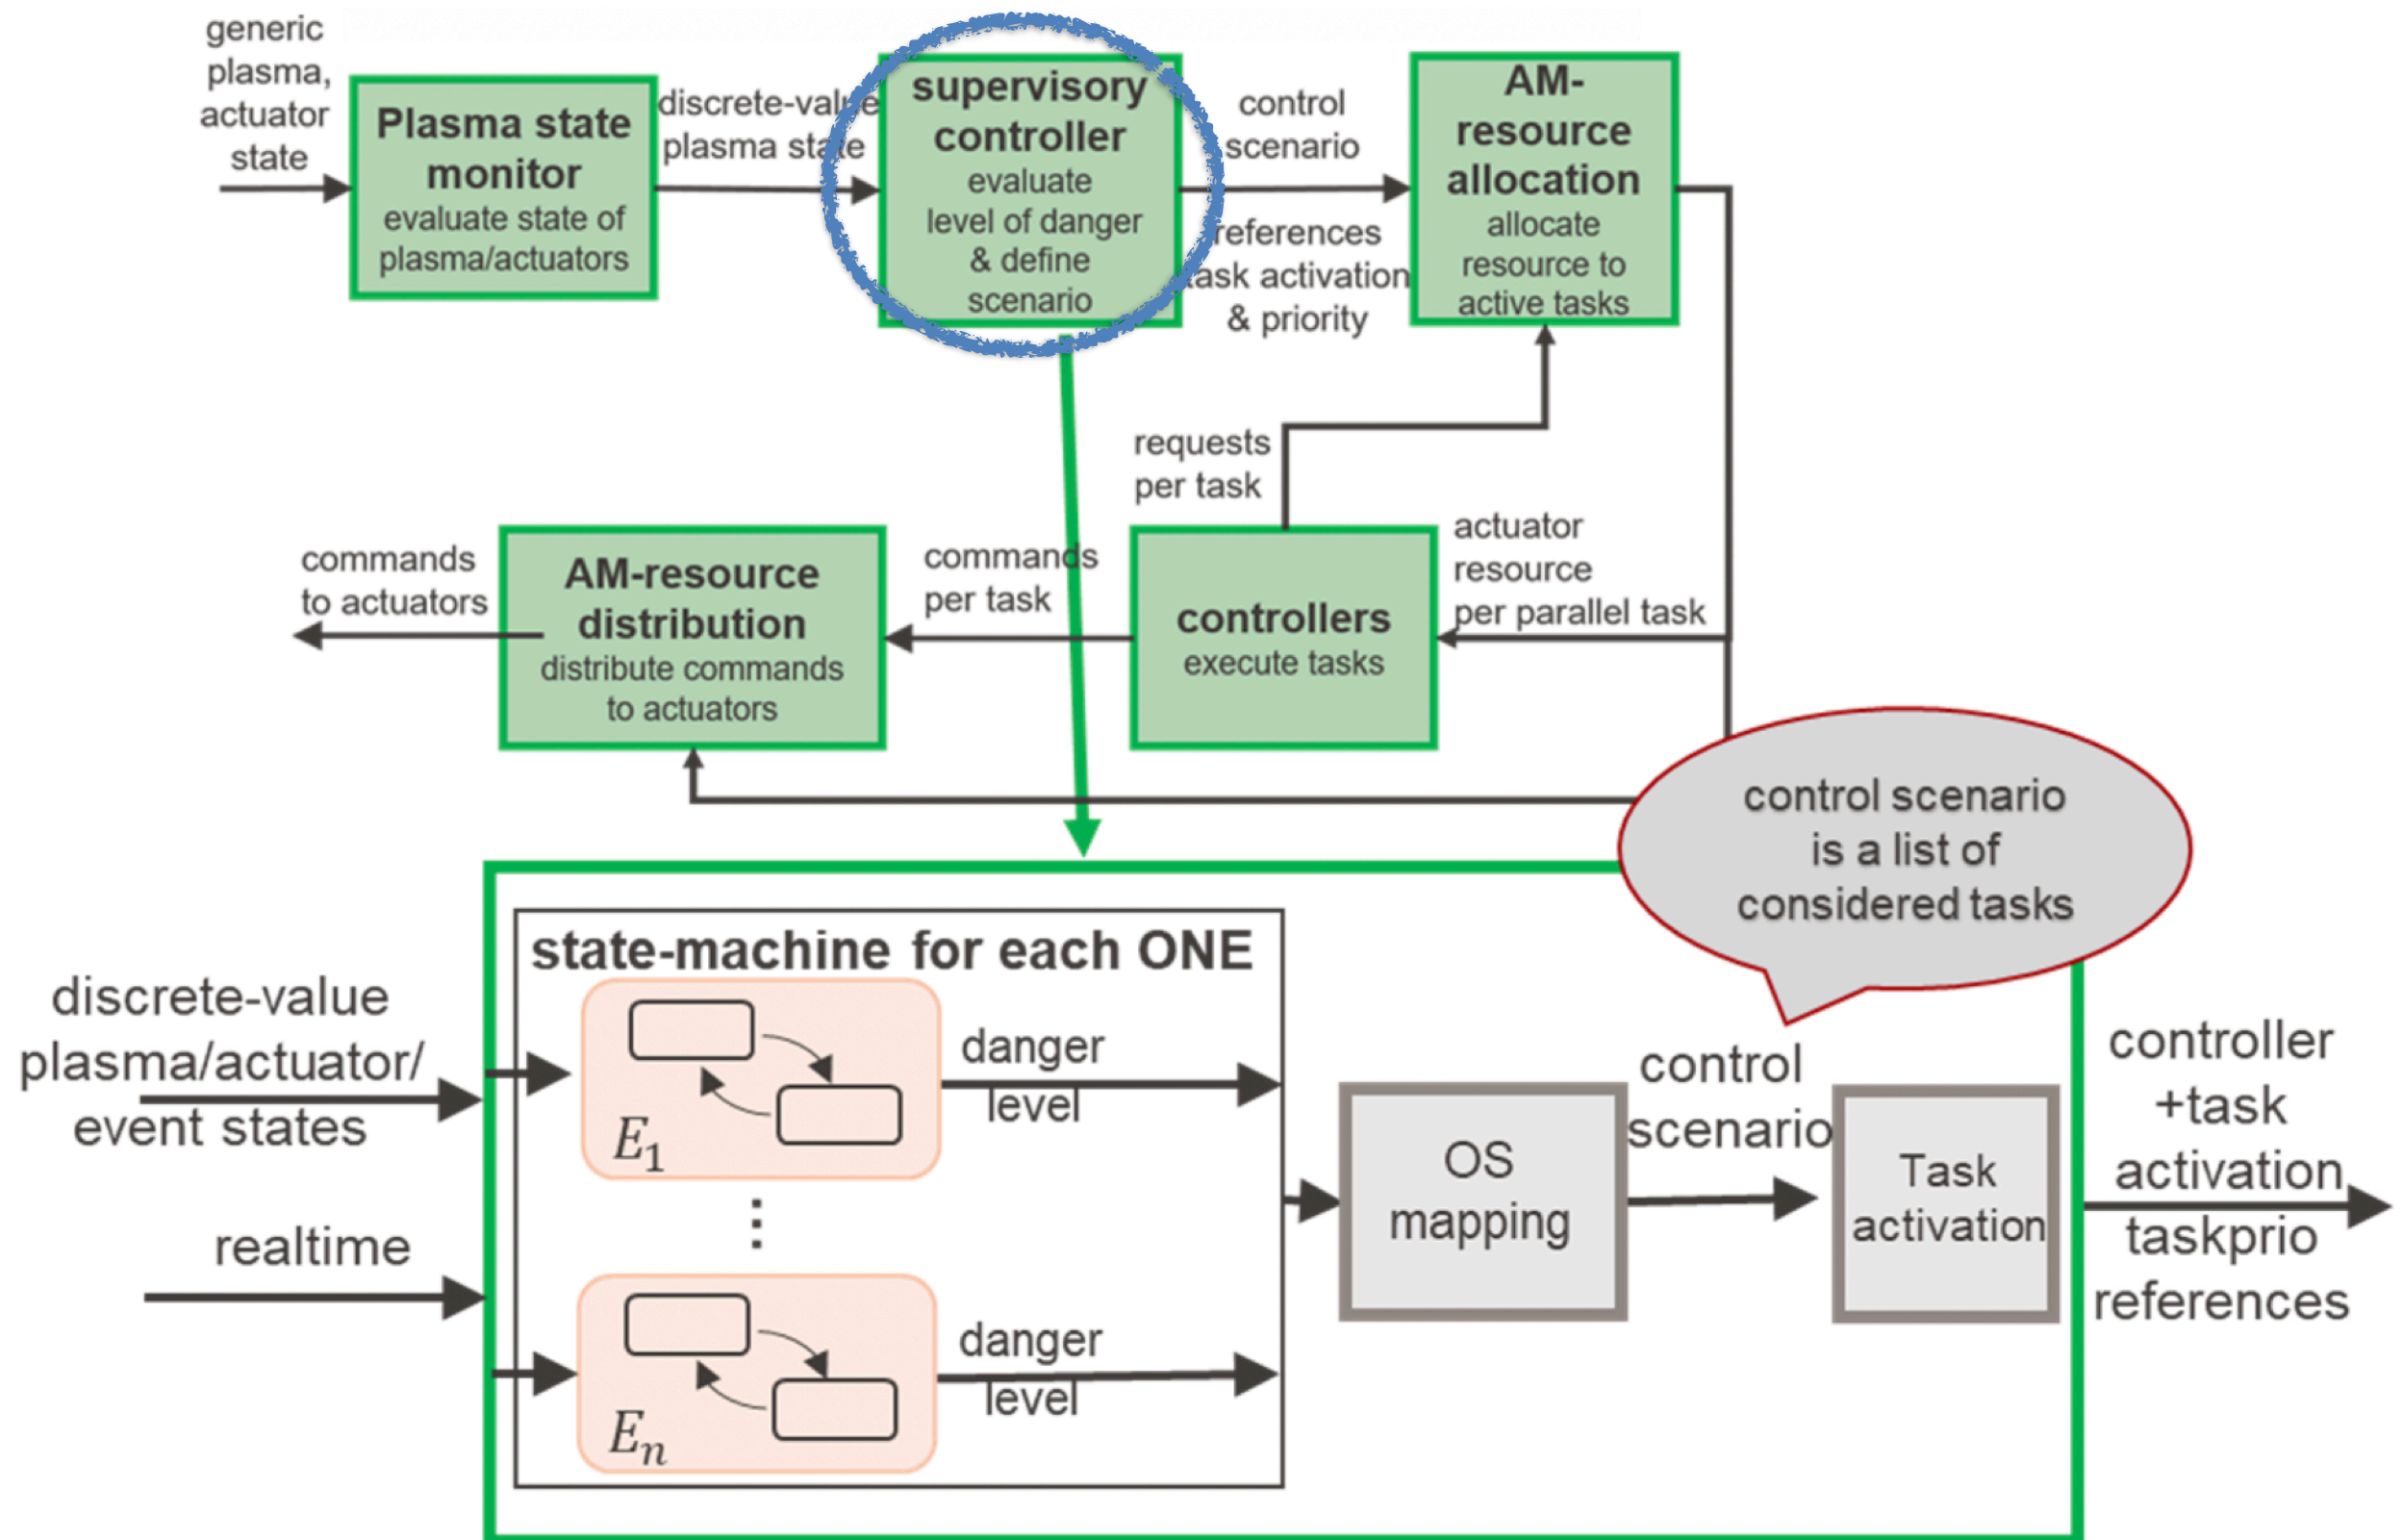 generic
plasma,
actuator
state
Plasma state
monitor
evaluate state of
plasma/actuators
discrete-value
plasma state
supervisory
controller
evaluate
level of danger
& define
scenario
control
scenario
references
task activation
& priority
AM-
resource
allocation
allocate
resource to
active tasks
requests
per task
commands
to actuators
AM-resource
distribution
distribute commands
to actuators
commands
per task
controllers
execute tasks
actuator
resource
per parallel task
control scenario
is a list of
considered tasks
discrete-value
plasma/actuator/
event states
realtime
state-machine for each ONE
E1
danger
level
⋮
En
danger
level
OS
mapping
control
scenario
Task
activation
controller
+task
activation
taskprio
references